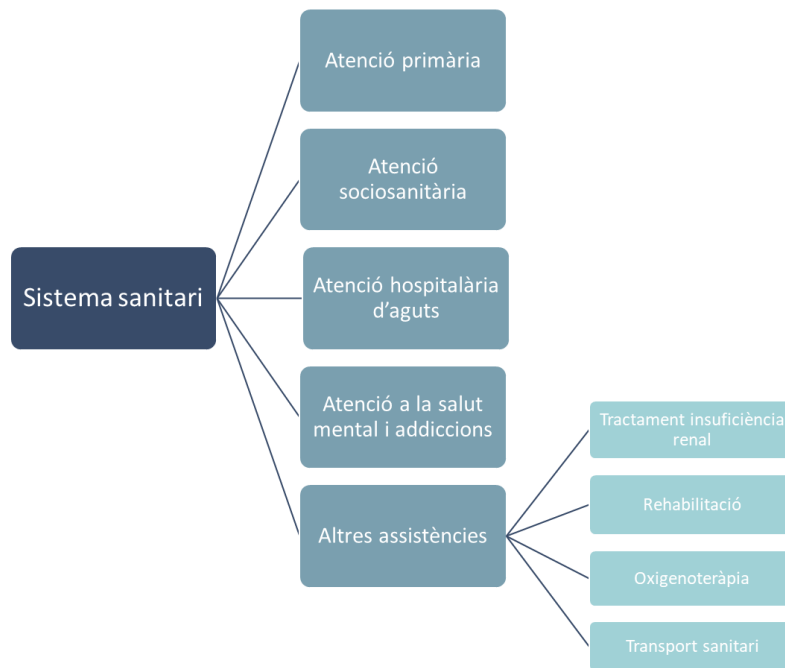 Sistema sanitari
Atenció primària
Atenció
sociosanitària
Atenció hospitalària
d’aguts
Atenció a la salut
mental i addiccions
Altres assistències
Tractament insuficiència
renal
Rehabilitació
Oxigenoteràpia
Transport sanitari